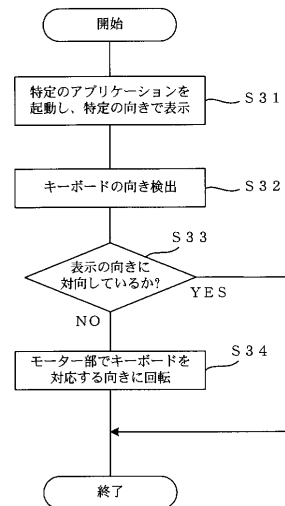 開始
特定のアプリケーションを
起動し、特定の向きで表示
S31
キーボードの向き検出
S32
S33
表示の向きに
対向しているか?
YES
NO
S34
モーター部でキーボードを
対応する向きに回転
終了